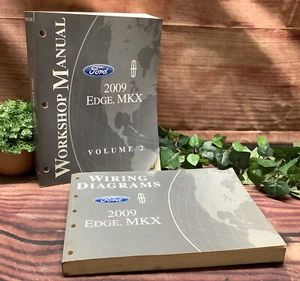 WORKSHOP MANUAL
Ford
2009
EDGE, MKX
VOLUME 2
WIRING
DIAGRAMS
Ford
2009
EDGE, MKX